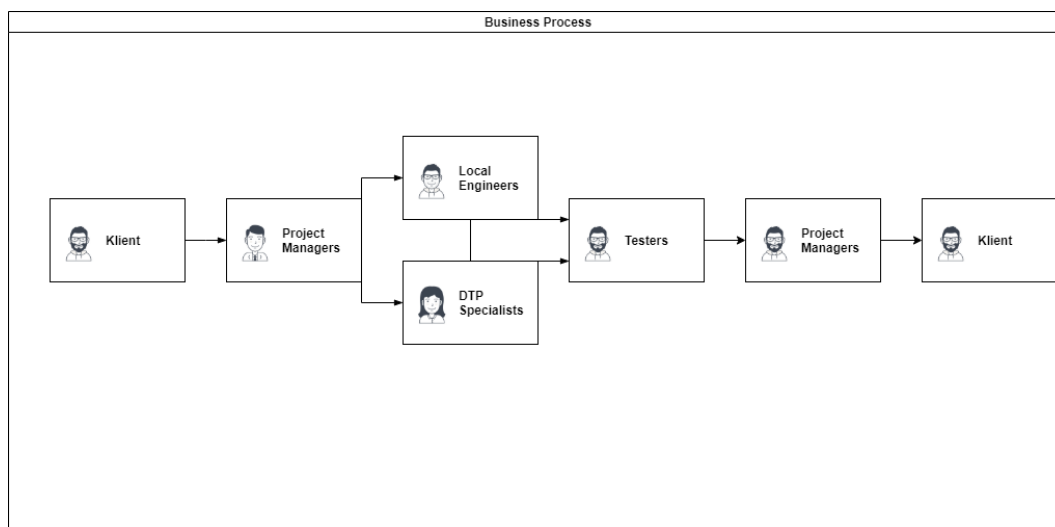 Business Process
Klient
Project
Managers
Local
Engineers
DTP
Specialists
Testers
Project
Managers
Klient